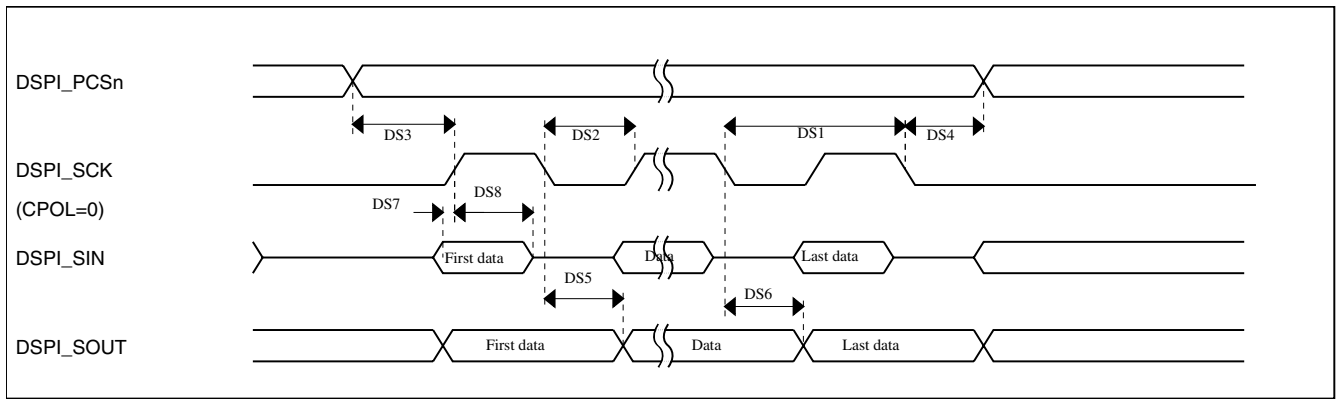 DSPI_PCSn
DS3
DS2
DS1
DS4
DSPI_SCK
(CPOL=0)
DS7
DS8
DSPI_SIN
First data
Data
Last data
DS5
DS6
DSPI_SOUT
First data
Data
Last data